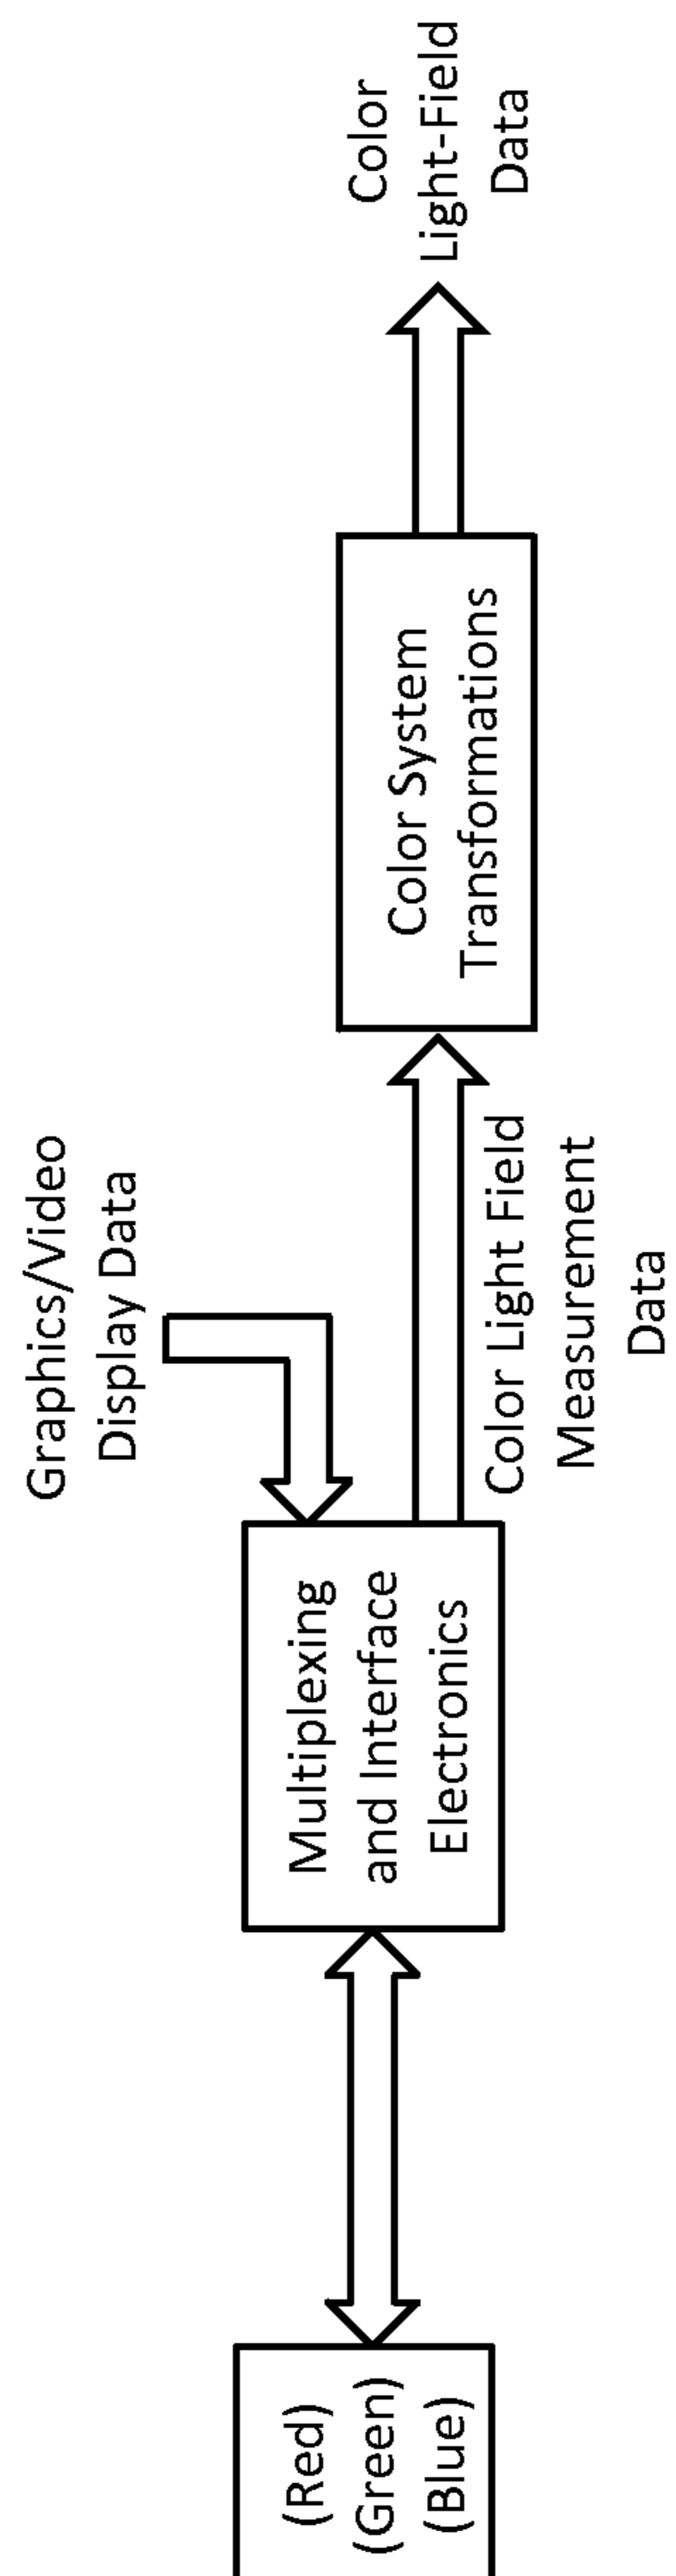 (Red)
(Green)
(Blue)
Multiplexing
and Interface
Electronics
Graphics/Video
Display Data
Color Light Field
Measurement
Data
Color System
Transformations
Color
Light-Field
Data